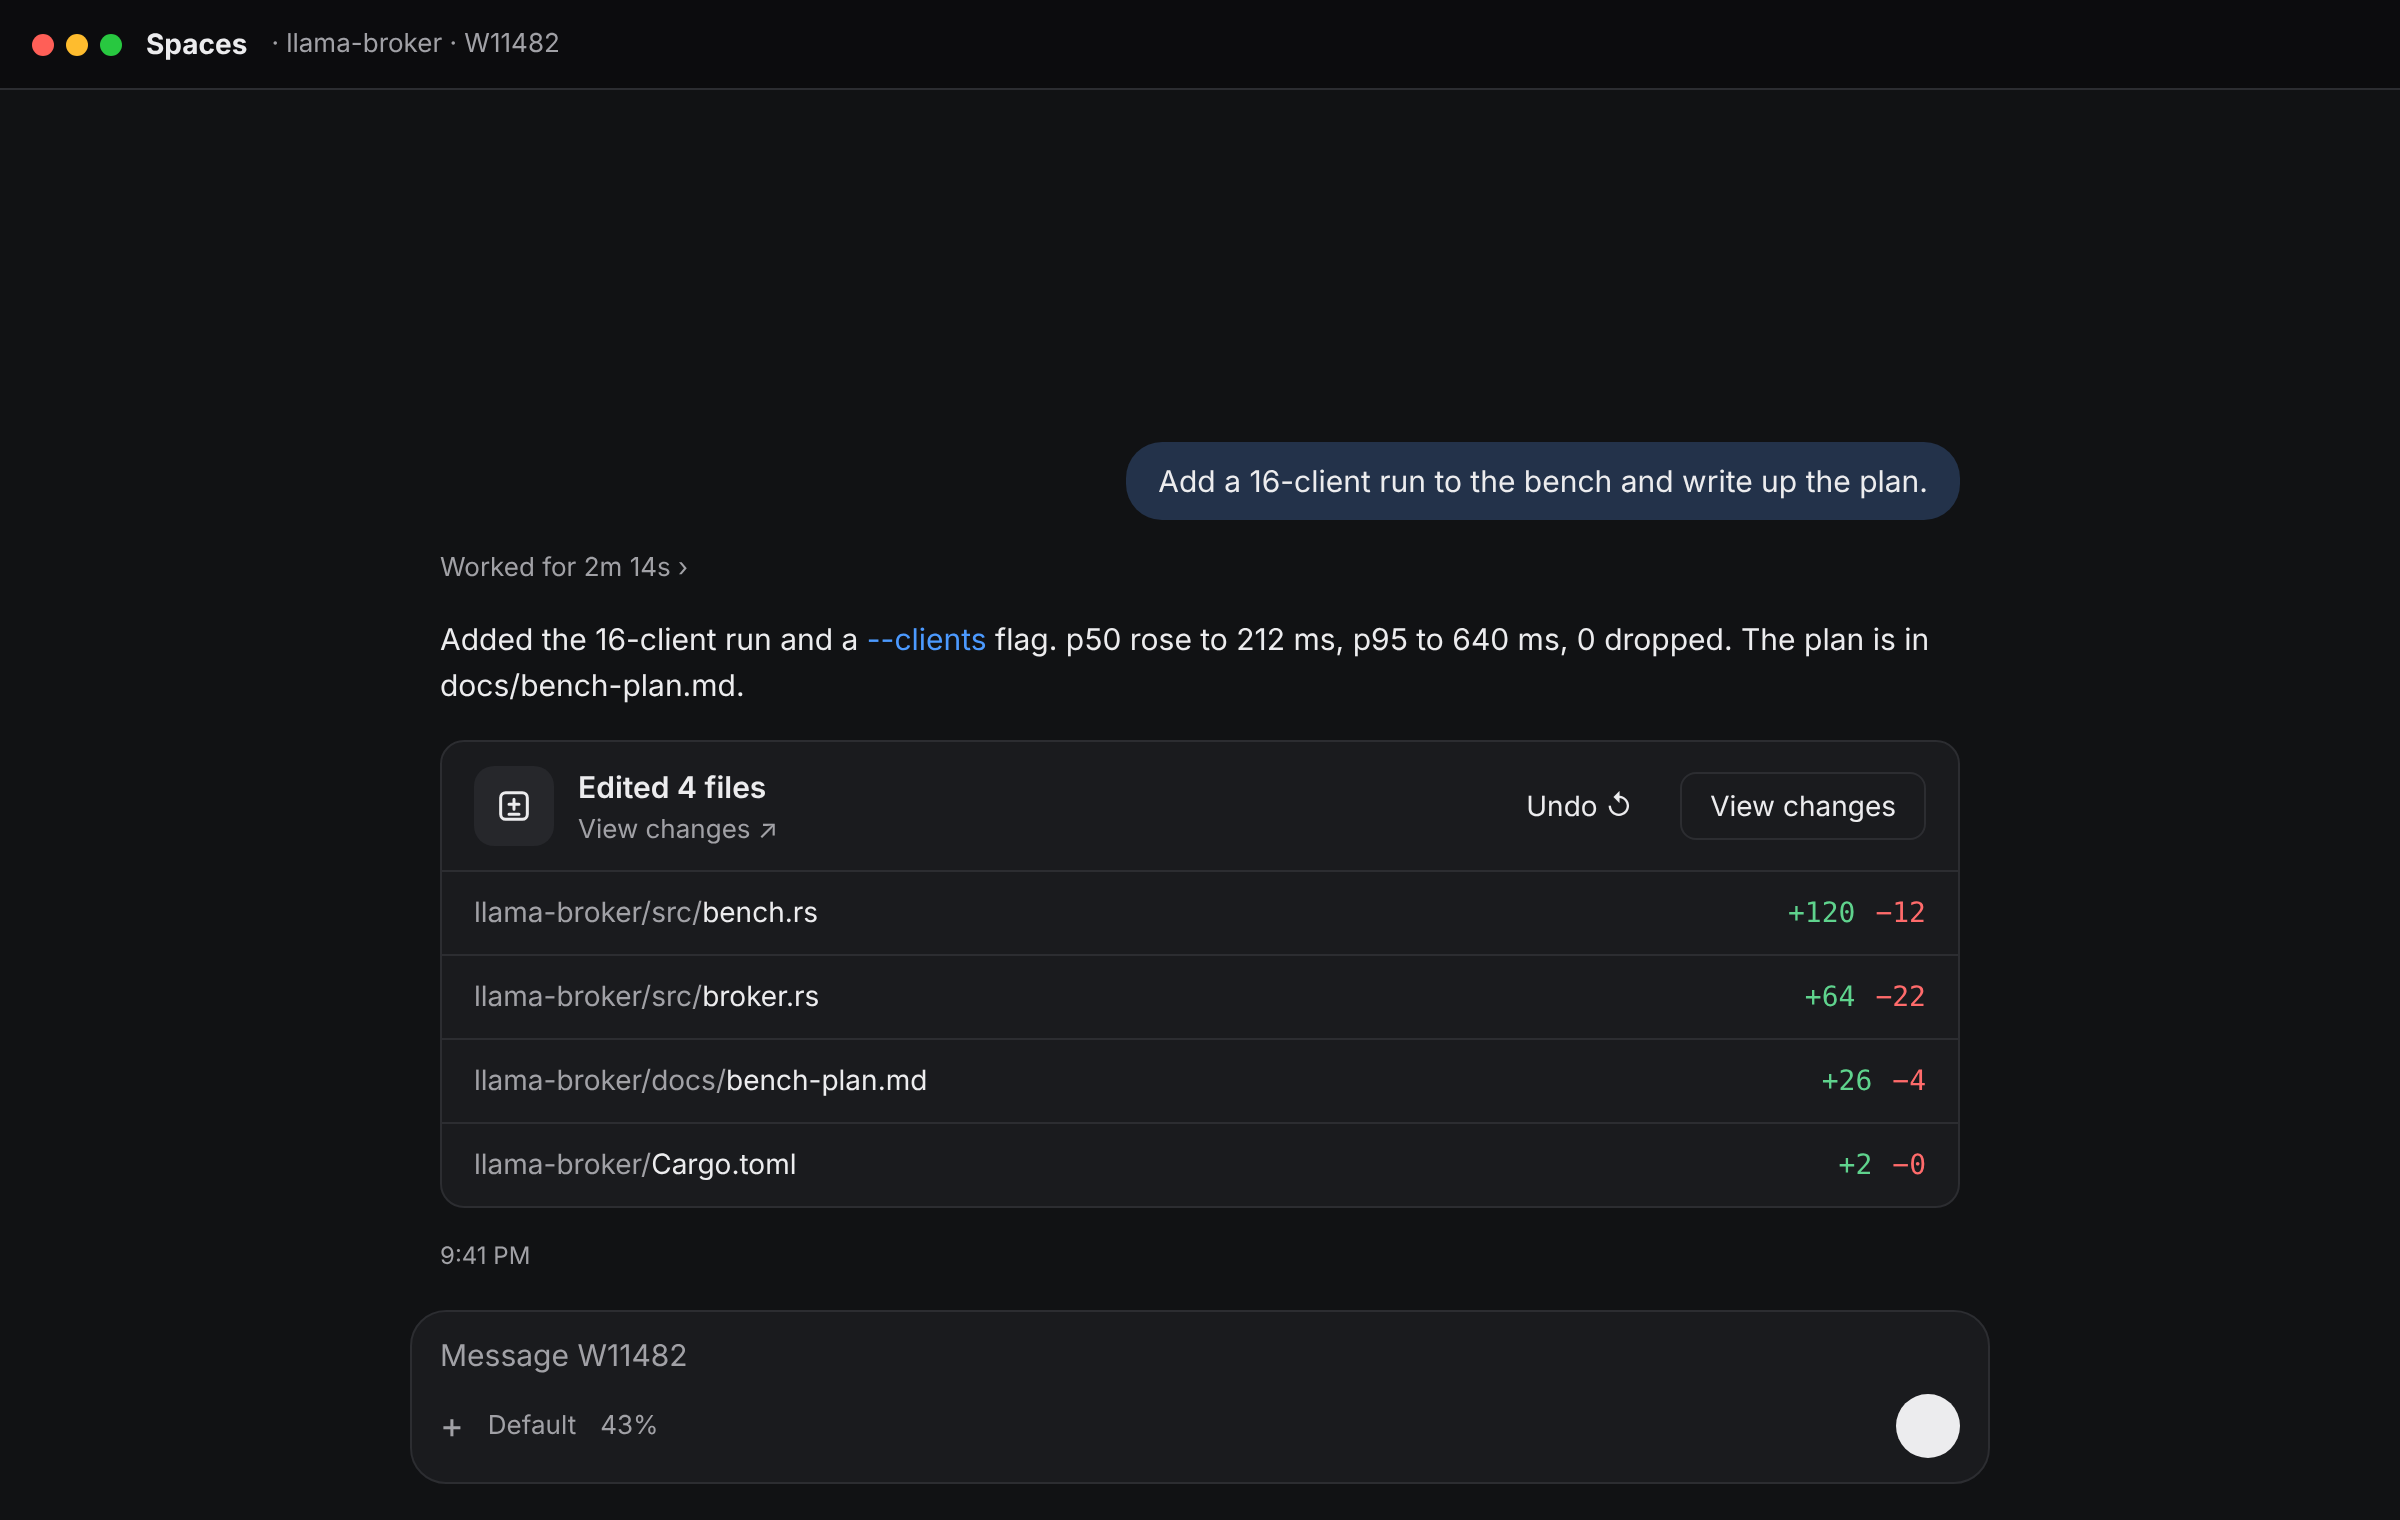 Spaces · llama-broker · W11482
Add a 16-client run to the bench and write up the plan.
Worked for 2m 14s ›
Added the 16-client run and a --clients flag. p50 rose to 212 ms, p95 to 640 ms, 0 dropped. The plan is in
docs/bench-plan.md.
Edited 4 files
View changes ↗
Undo ↺ View changes
llama-broker/src/bench.rs +120 −12
llama-broker/src/broker.rs +64 −22
llama-broker/docs/bench-plan.md +26 −4
llama-broker/Cargo.toml +2 −0
9:41 PM
Message W11482
+ Default 43%